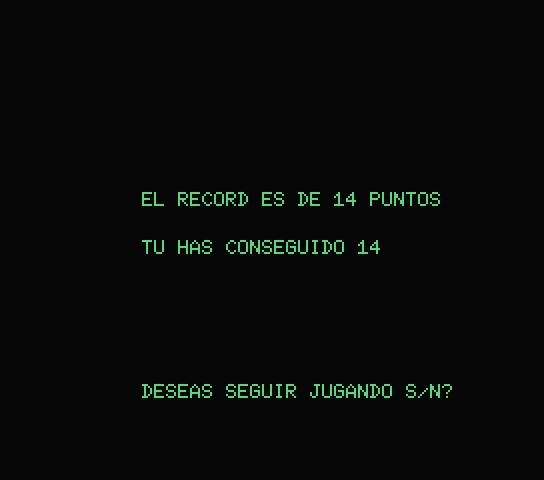 EL RECORD ES DE 14 PUNTOS
TU HAS CONSEGUIDO 14
DESEAS SEGUIR JUGANDO S/N?